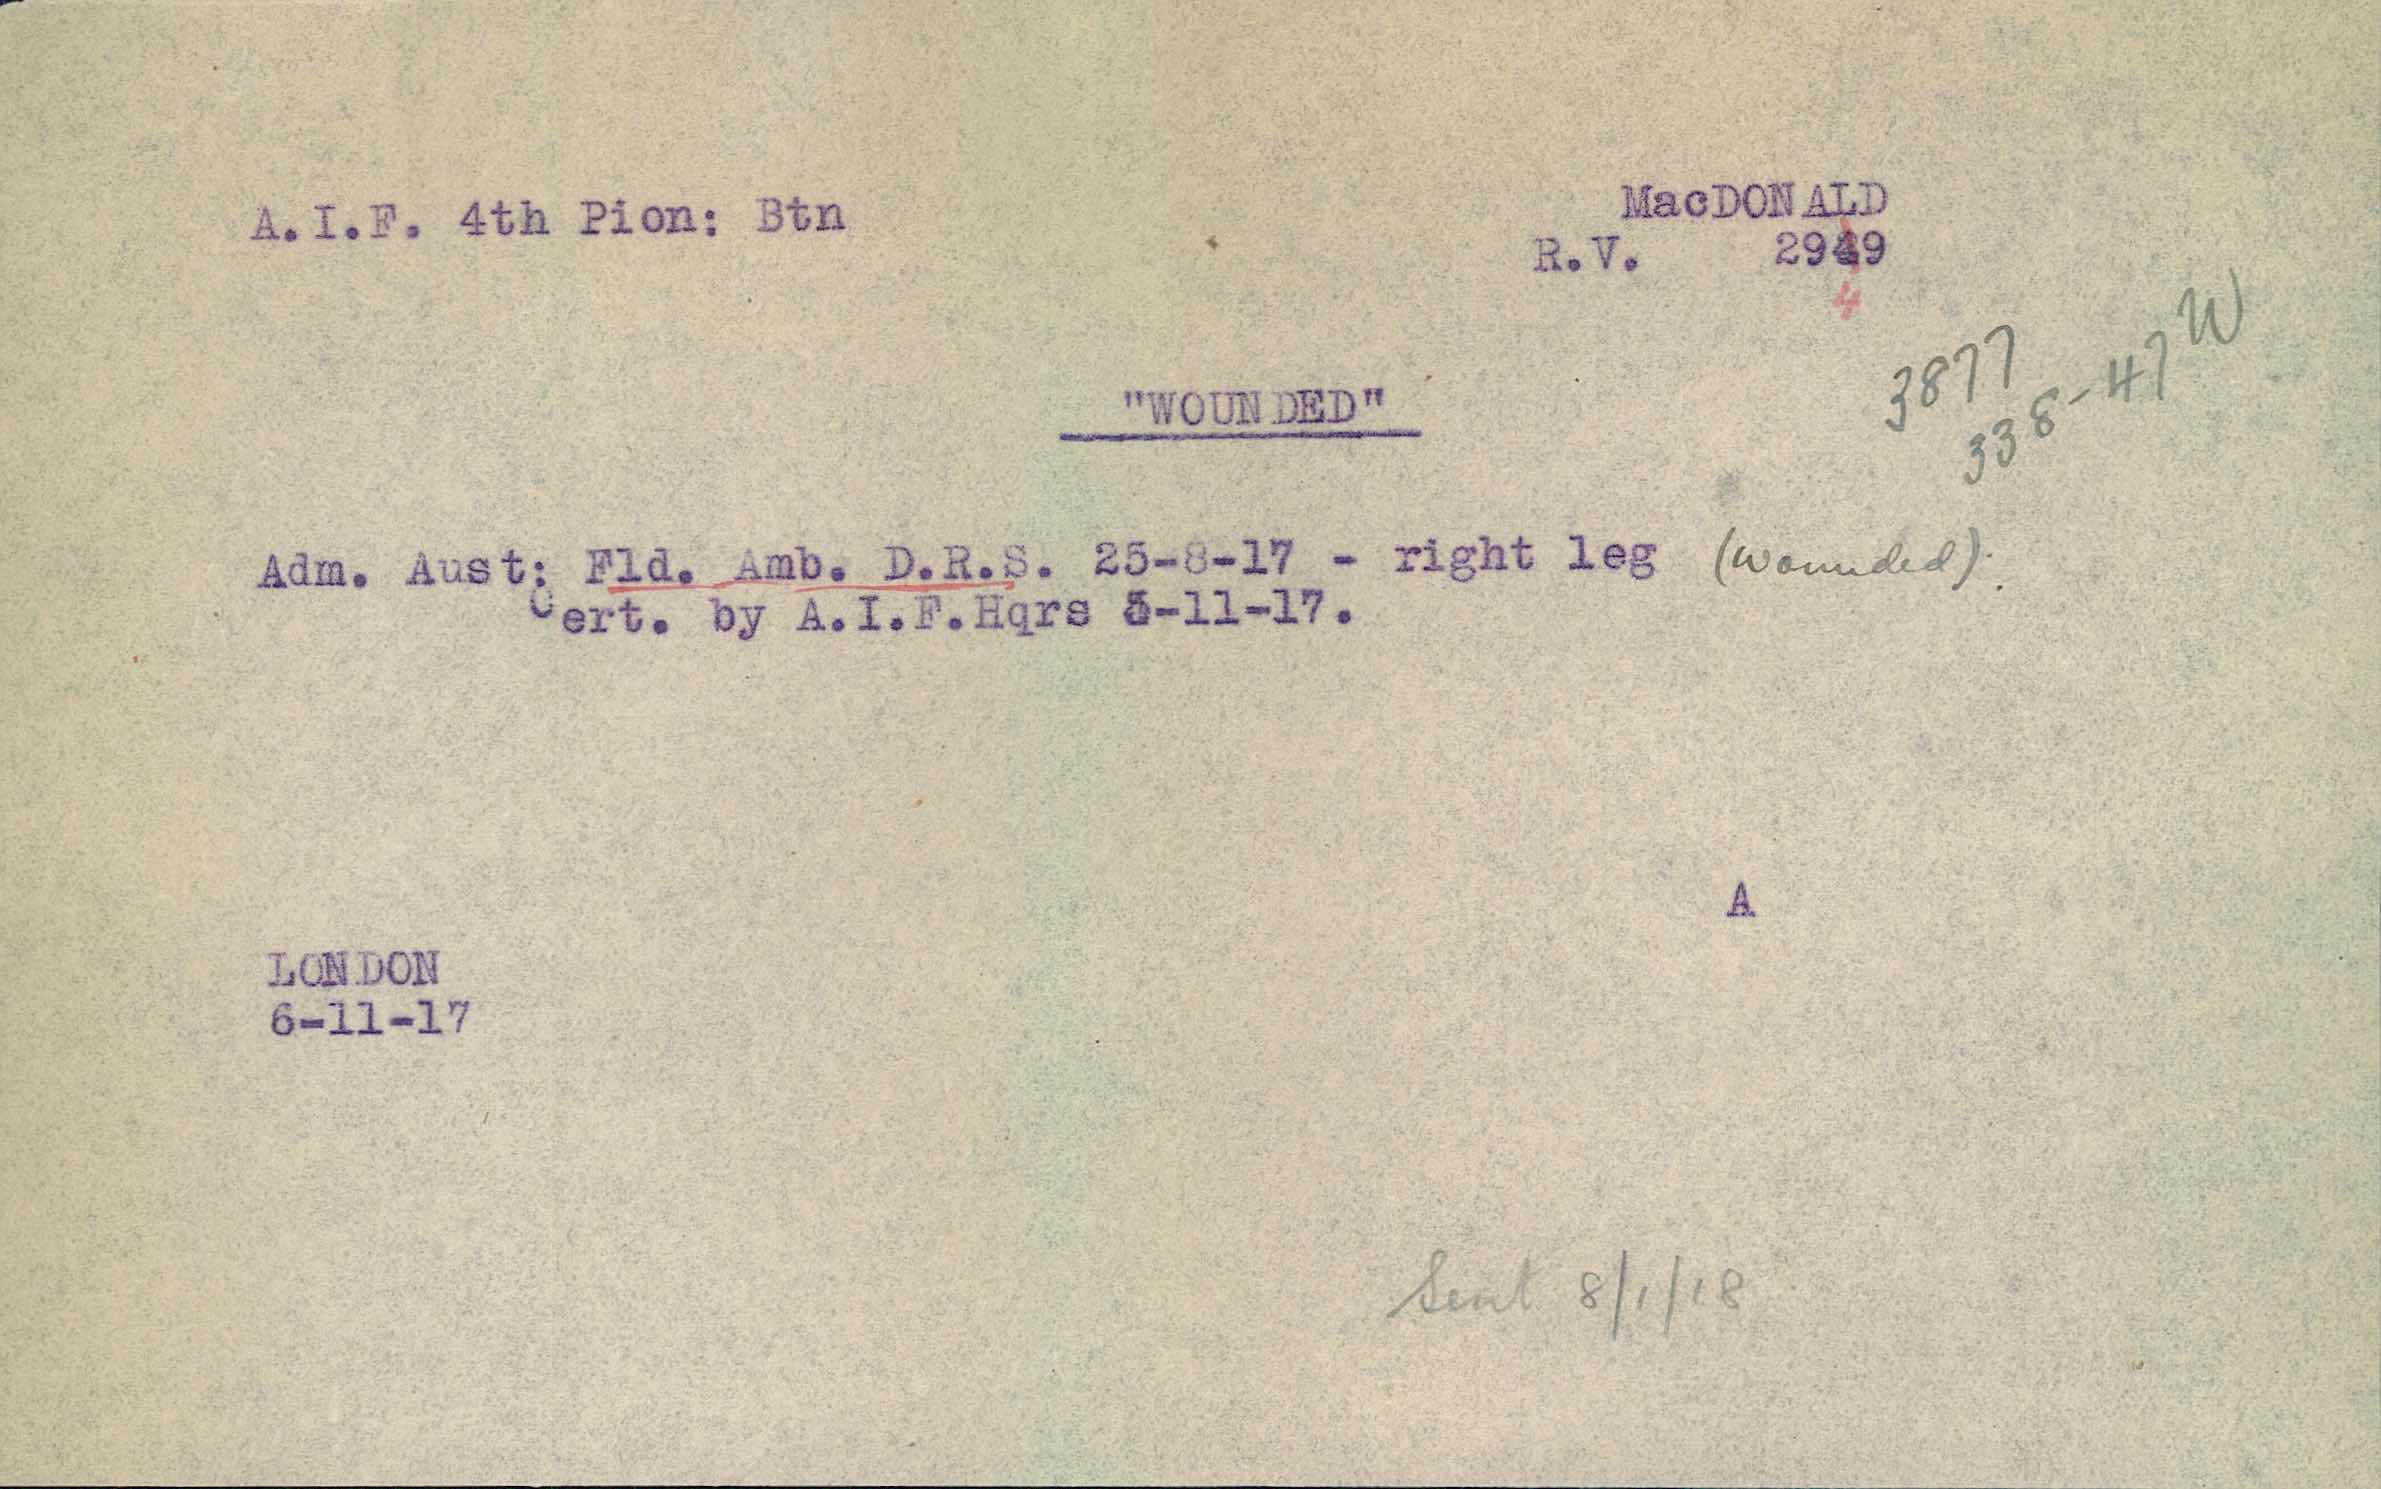 A.I.F. 4th Pion: Btn
MacDONALD
R.V. 2949
4
"WOUNDED"
3877
338-47 W
Adm. Aust: Fld. Amb. D.R.S. 25-8-17 - right leg (wounded).
Cert. by A.I.F.Hqrs 5-11-17.
A
LONDON
6-11-17
Sent 8/1/18